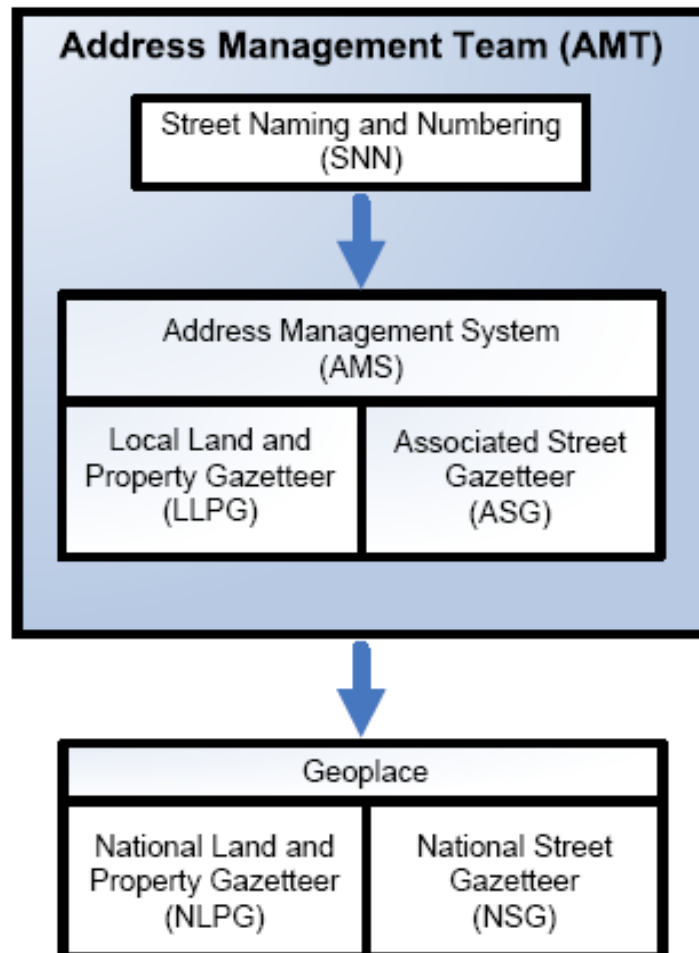 Address Management Team (AMT)
Street Naming and Numbering
(SNN)
Address Management System
(AMS)
Local Land and
Property Gazetteer
(LLPG)
Associated Street
Gazetteer
(ASG)
Geoplace
National Land and
Property Gazetteer
(NLPG)
National Street
Gazetteer
(NSG)